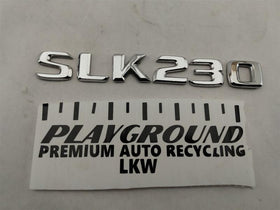 SLK230
PLAYGROUND
PREMIUM AUTO RECYCLING
LKW